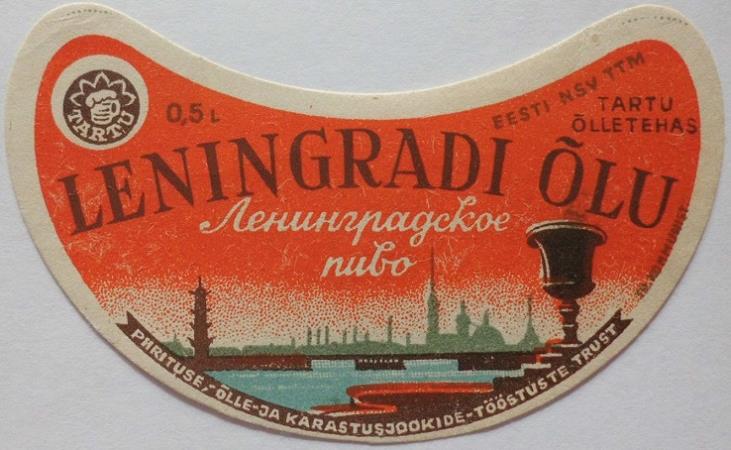 TARTU
0,5 L
EESTI NSV TTM
TARTU
ÕLLETEHAS
LENINGRADI ÕLU
Ленинградское
пиво
PIIRITUSE,-ÕLLE-JA KARASTUSJOOKIDE-TÖÖSTUSTE TRUST